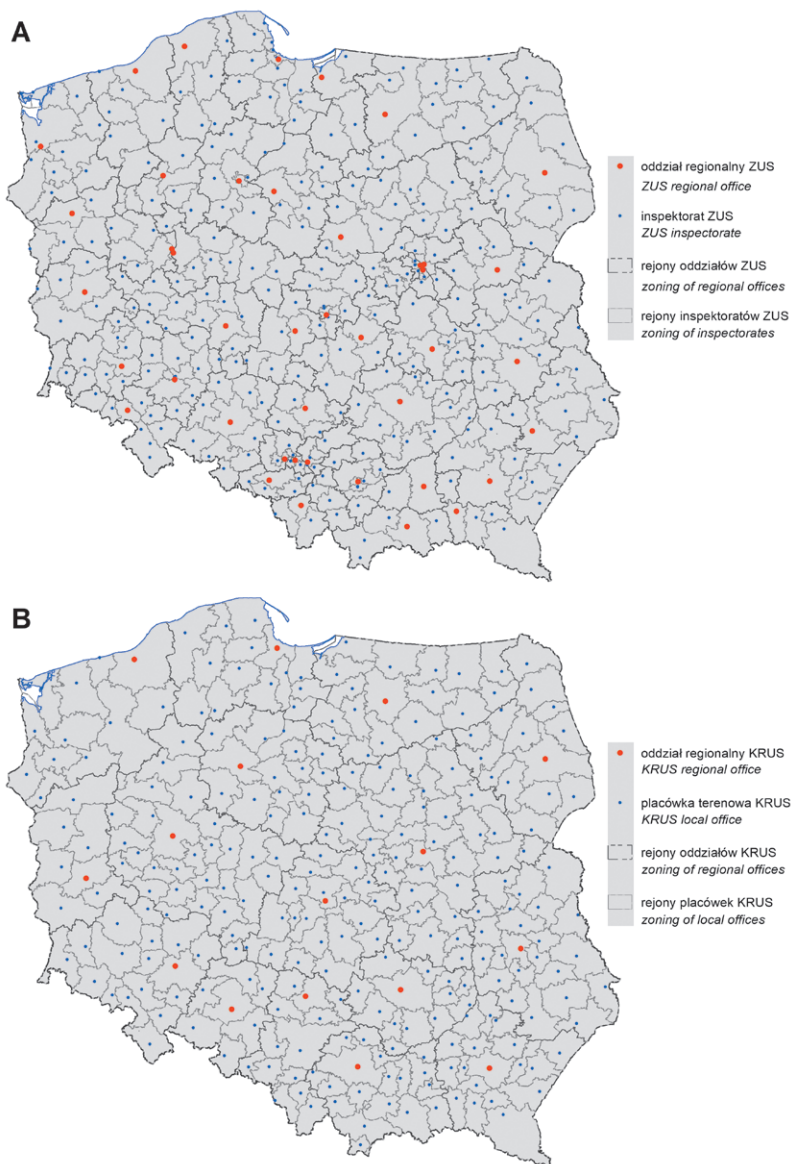 A
oddział regionalny ZUS
ZUS regional office
inspektorat ZUS
ZUS inspectorate
rejony oddziałów ZUS
zoning of regional offices
rejony inspektoratów ZUS
zoning of inspectorates
B
oddział regionalny KRUS
KRUS regional office
placówka terenowa KRUS
KRUS local office
rejony oddziałów KRUS
zoning of regional offices
rejony placówek KRUS
zoning of local offices